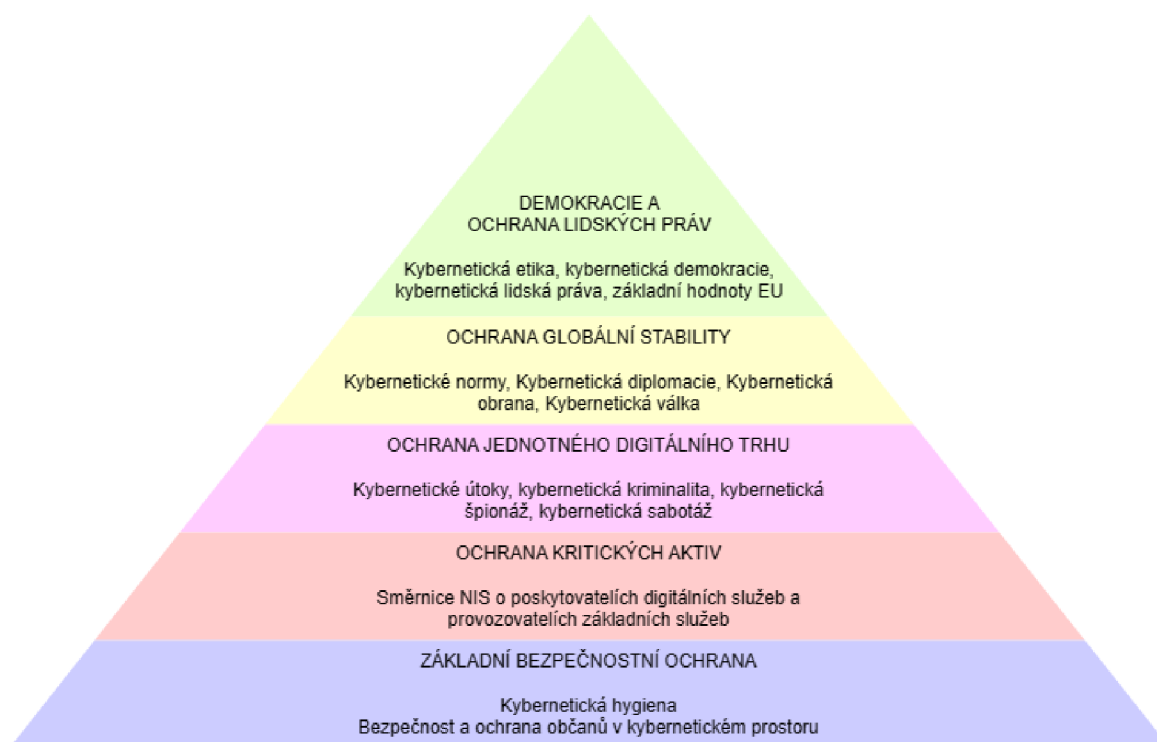 DEMOKRACIE A
OCHRANA LIDSKÝCH PRÁV
Kybernetická etika, kybernetická demokracie,
kybernetická lidská práva, základní hodnoty EU
OCHRANA GLOBÁLNÍ STABILITY
Kybernetické normy, Kybernetická diplomacie, Kybernetická
obrana, Kybernetická válka
OCHRANA JEDNOTNÉHO DIGITÁLNÍHO TRHU
Kybernetické útoky, kybernetická kriminalita, kybernetická
špionáž, kybernetická sabotáž
OCHRANA KRITICKÝCH AKTIV
Směrnice NIS o poskytovatelích digitálních služeb a
provozovatelích základních služeb
ZÁKLADNÍ BEZPEČNOSTNÍ OCHRANA
Kybernetická hygiena
Bezpečnost a ochrana občanů v kybernetickém prostoru